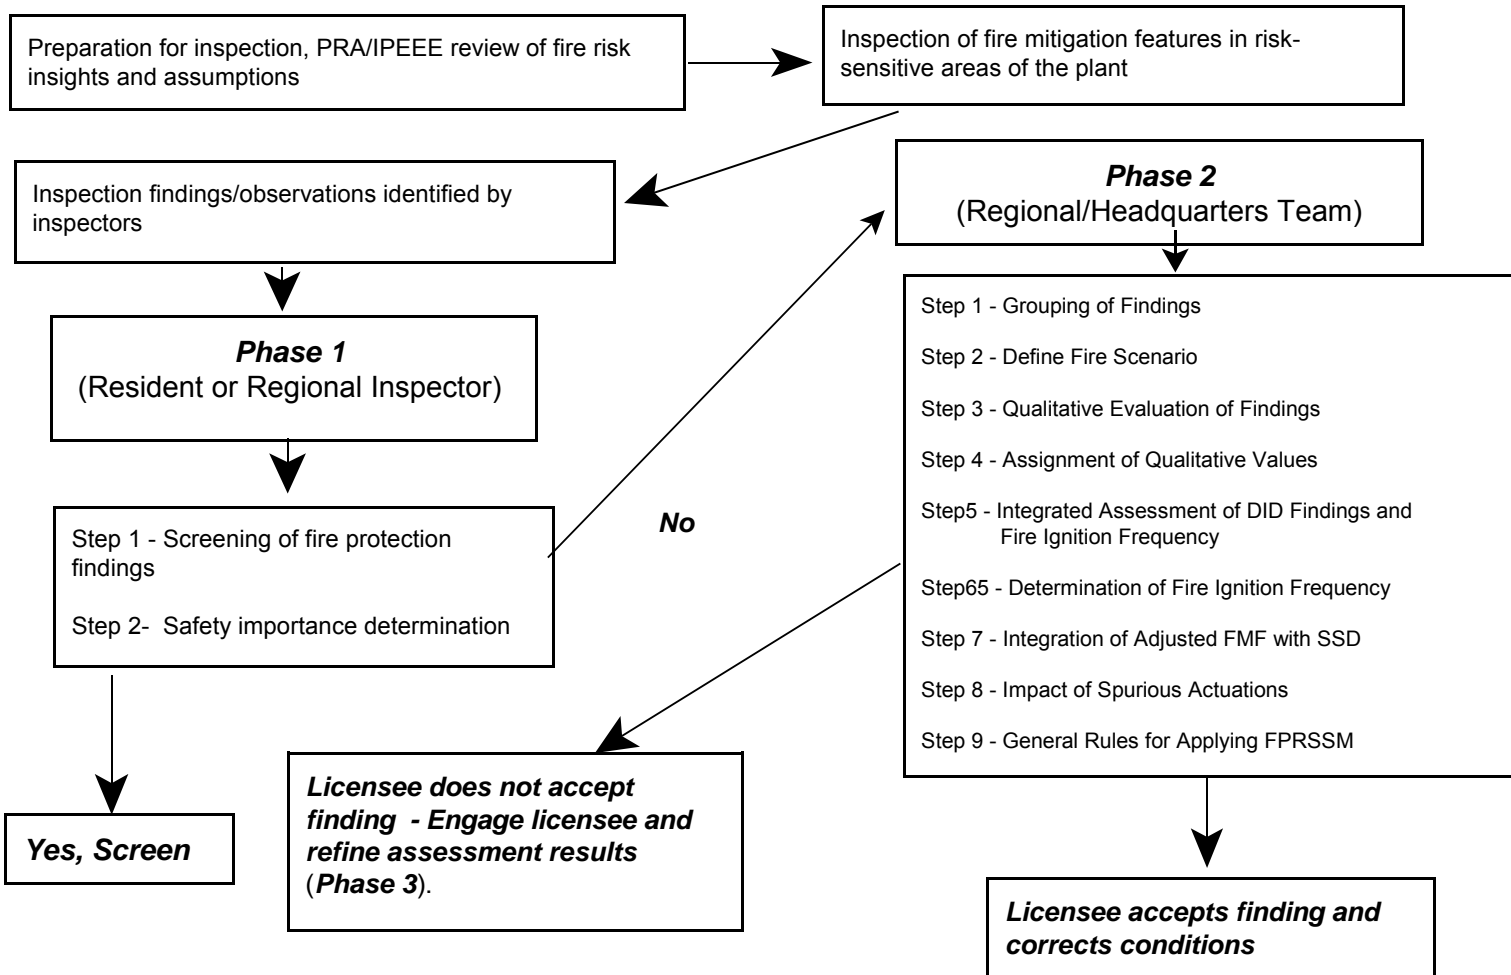 Preparation for inspection, PRA/IPEEE review of fire risk
insights and assumptions
Inspection of fire mitigation features in risk-
sensitive areas of the plant
Inspection findings/observations identified by
inspectors
Phase 1
(Resident or Regional Inspector)
Step 1 - Screening of fire protection
findings
Step 2- Safety importance determination
Yes, Screen
No
Phase 2
(Regional/Headquarters Team)
Step 1 - Grouping of Findings
Step 2 - Define Fire Scenario
Step 3 - Qualitative Evaluation of Findings
Step 4 - Assignment of Qualitative Values
Step5 - Integrated Assessment of DID Findings and
Fire Ignition Frequency
Step65 - Determination of Fire Ignition Frequency
Step 7 - Integration of Adjusted FMF with SSD
Step 8 - Impact of Spurious Actuations
Step 9 - General Rules for Applying FPRSSM
Licensee does not accept
finding - Engage licensee and
refine assessment results
(Phase 3).
Licensee accepts finding and
corrects conditions